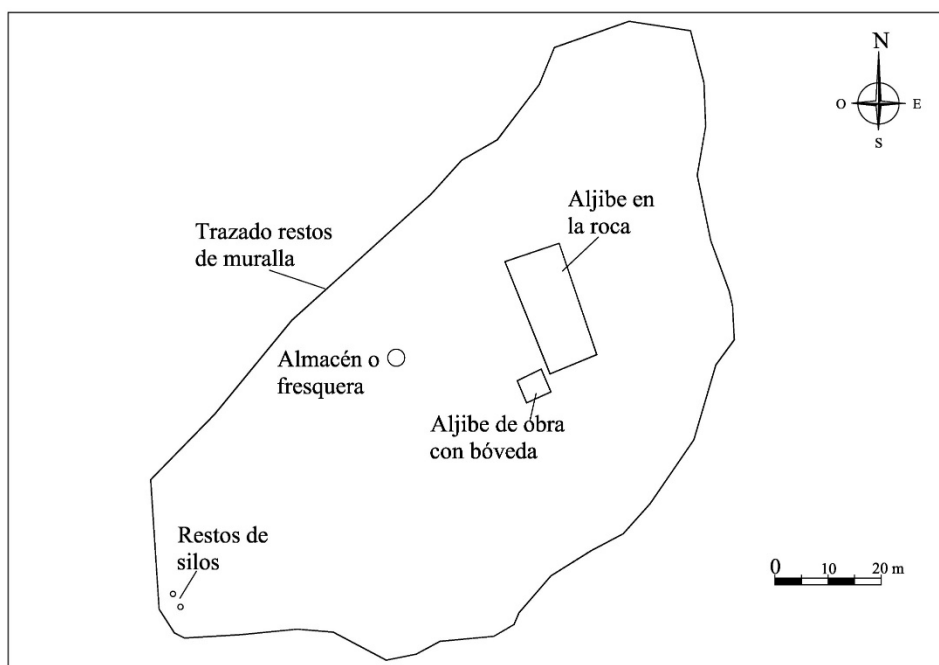 N
O E
S
Aljibe en
la roca
Trazado restos
de muralla
Almacén o
fresquera
Aljibe de obra
con bóveda
Restos de
silos
0 10 20 m